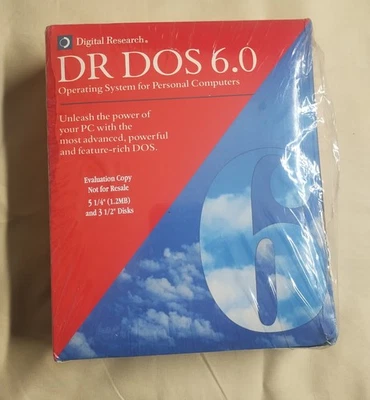 Digital Research®
DR DOS 6.0
Operating System for Personal Computers
Unleash the power of
your PC with the
most advanced, powerful
and feature-rich DOS.
Evaluation Copy
Not for Resale
5 1/4" (1.2MB)
and 3 1/2" Disks
6